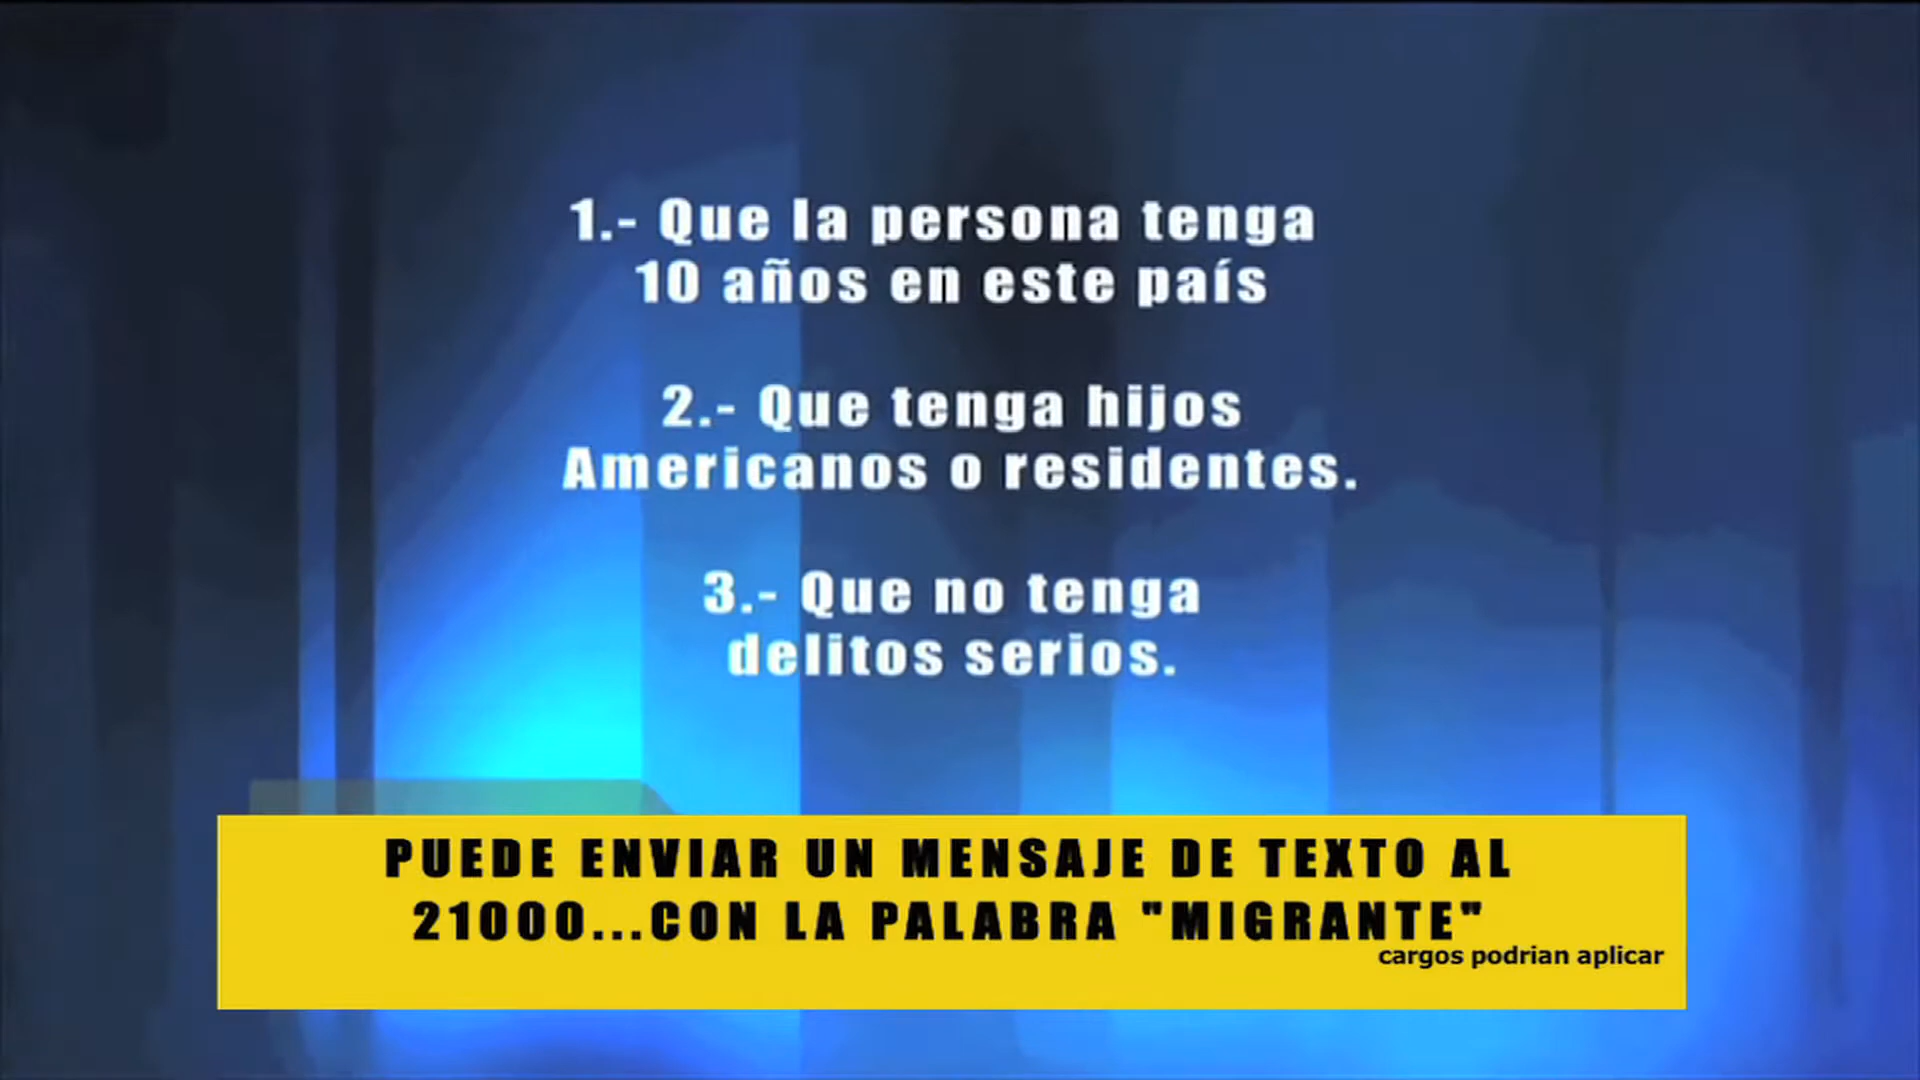 1.- Que la persona tenga
10 años en este país
2.- Que tenga hijos
Americanos o residentes.
3.- Que no tenga
delitos serios.
PUEDE ENVIAR UN MENSAJE DE TEXTO AL
21000...CON LA PALABRA "MIGRANTE"
cargos podrian aplicar